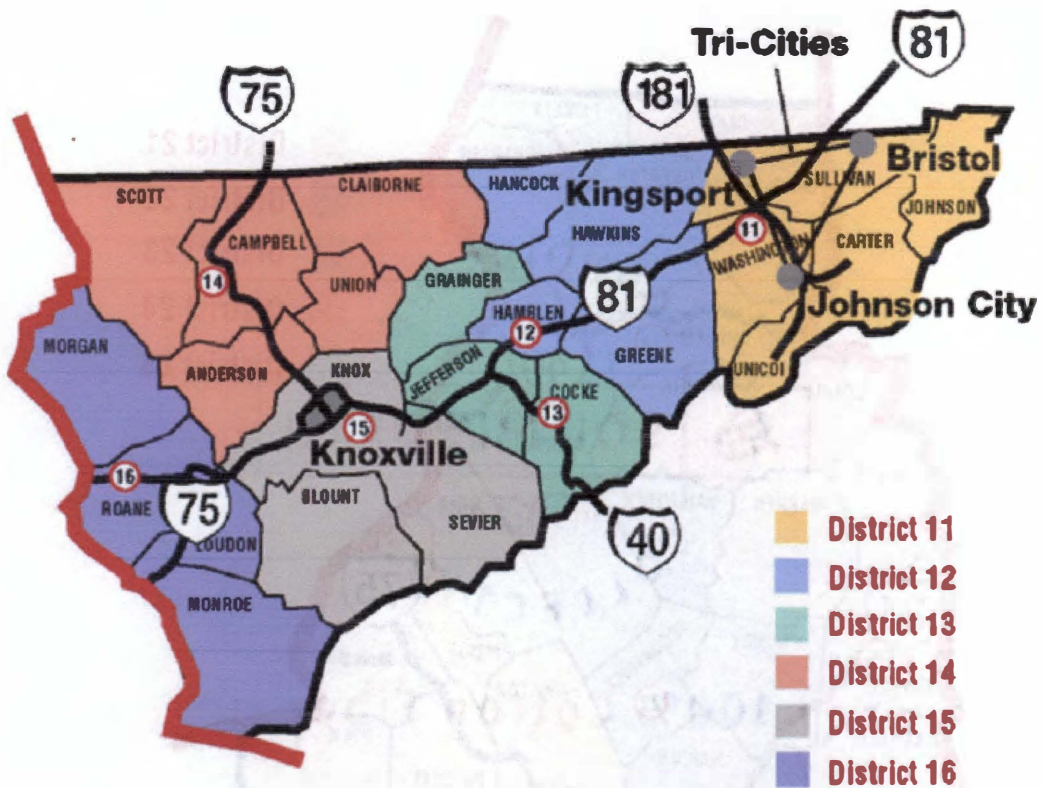 Tri-Cities
81
181
75
Bristol
Kingsport
SULLIVAN
CLAIBORNE
HANCOCK
SCOTT
JOHNSON
HAWKINS
11
CAMPBELL
WASHINGTON
CARTER
14
GRAINGER
UNION
81
HAMBLEN
Johnson City
12
MORGAN
GREENE
KNOX
JEFFERSON
UNICOI
ANDERSON
COCKE
13
15
Knoxville
16
75
BLOUNT
ROANE
SEVIER
40
LOUDON
MONROE
District 11
District 12
District 13
District 14
District 15
District 16